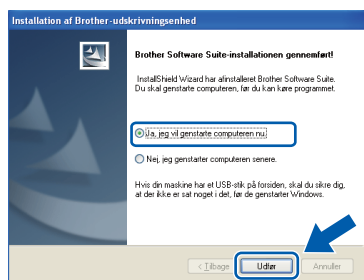 Installation af Brother-udskrivningsenhed
Brother Software Suite-installationen gennemført!
InstallShield Wizard har afinstalleret Brother Software Suite.
Du skal genstarte computeren, før du kan køre programmet.
Ja, jeg vil genstarte computeren nu.
Nej, jeg genstarter computeren senere.
Hvis din maskine har et USB-stik på forsiden, skal du sikre dig,
at der ikke er sat noget i det, før de genstarter Windows.
< Tilbage
Udfør
Annuller